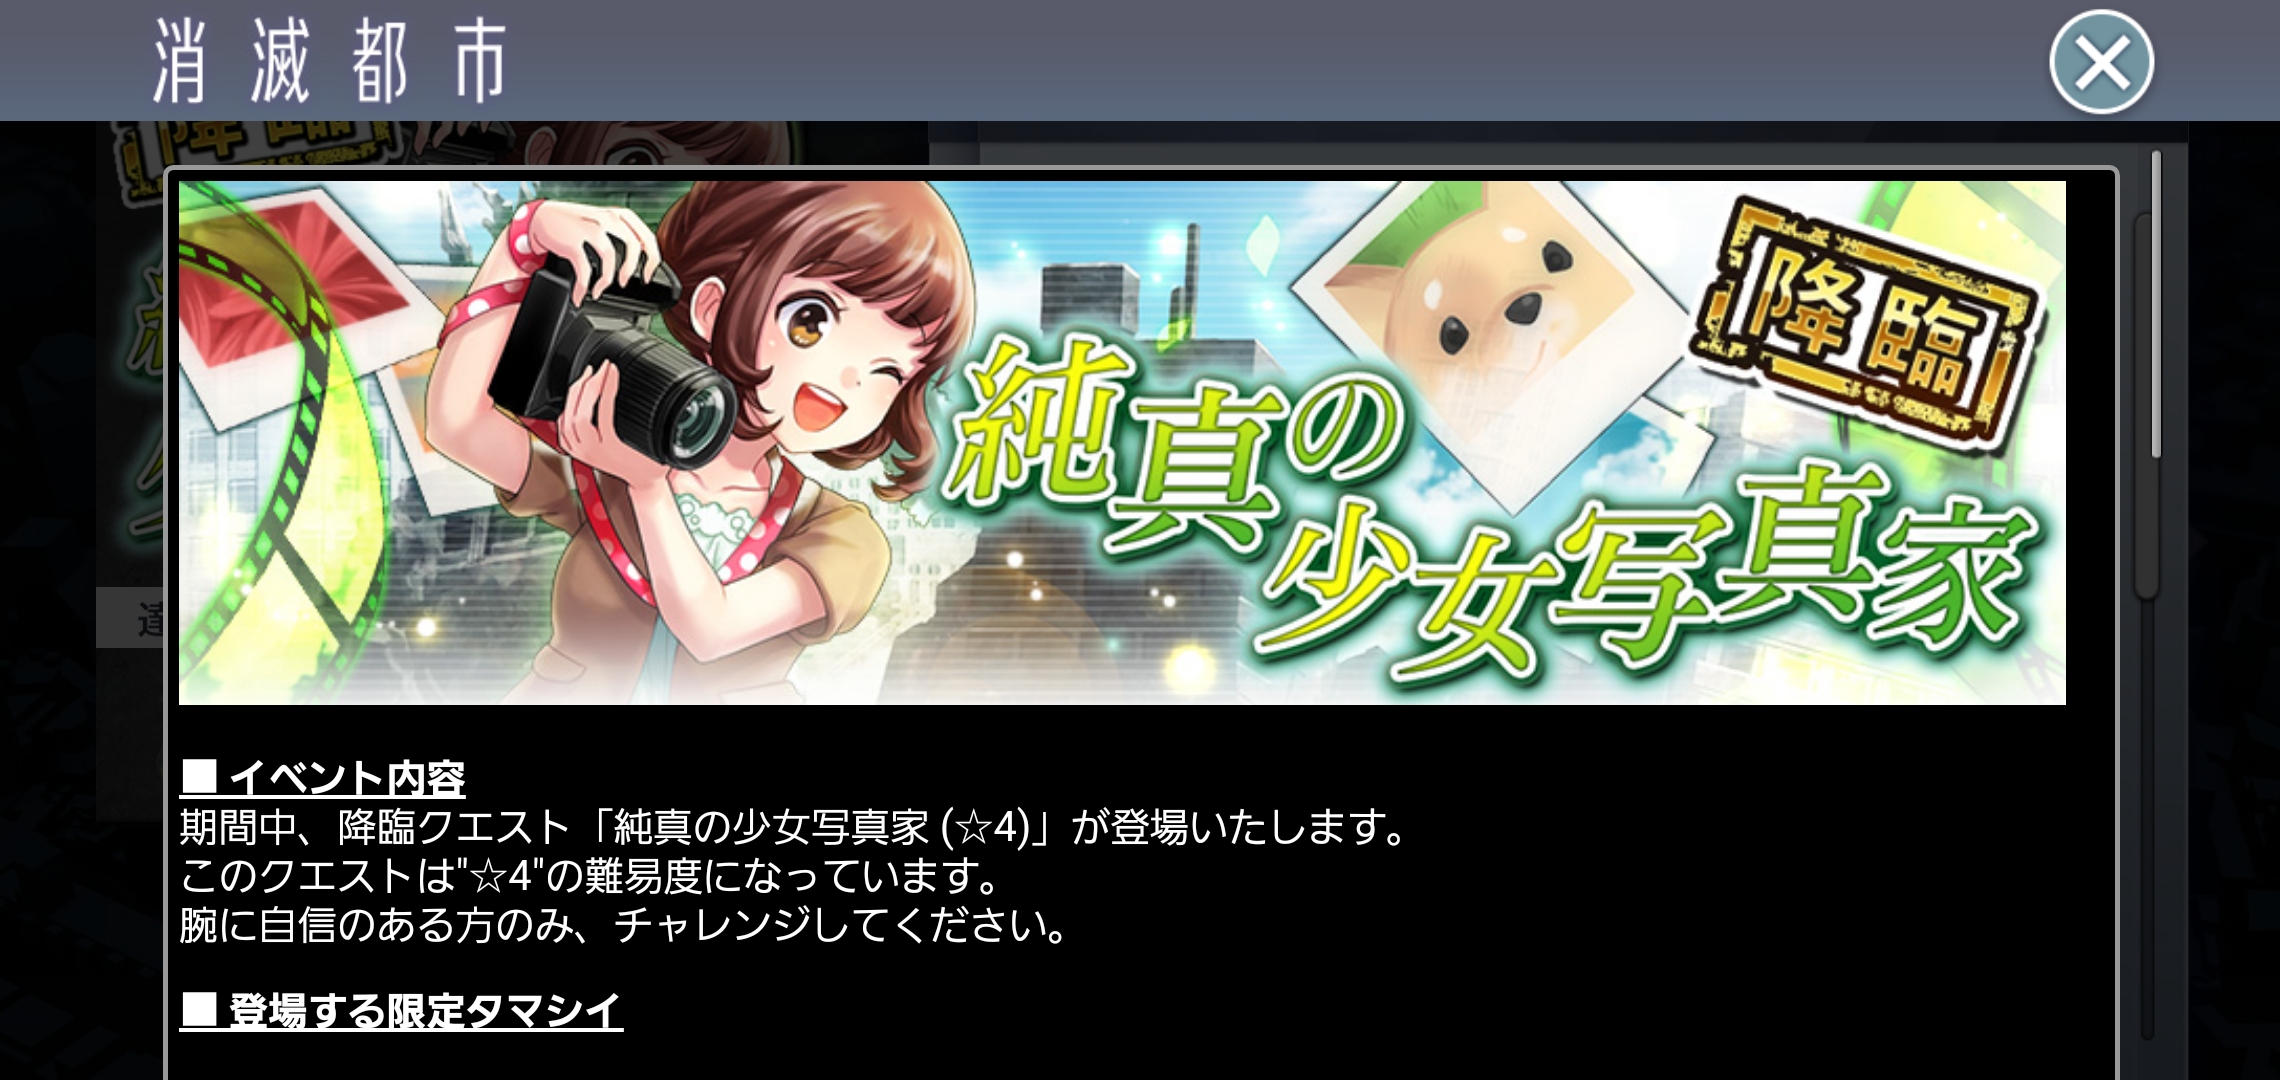 消滅都市
降臨
純真の
少女写真家
■ イベント内容
期間中、降臨クエスト「純真の少女写真家 (☆4)」が登場いたします。
このクエストは"☆4"の難易度になっています。
腕に自信のある方のみ、チャレンジしてください。
■ 登場する限定タマシイ